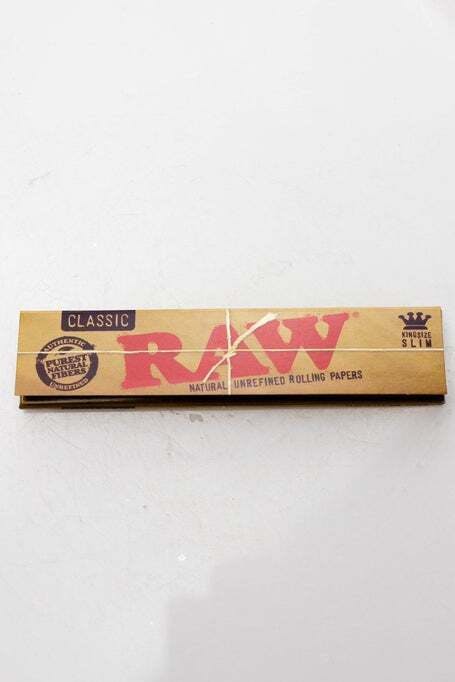 CLASSIC
AUTHENTIC
PUREST
NATURAL
FIBERS
UNREFINED
RAW®
NATURAL UNREFINED ROLLING PAPERS
KINGSIZE
SLIM